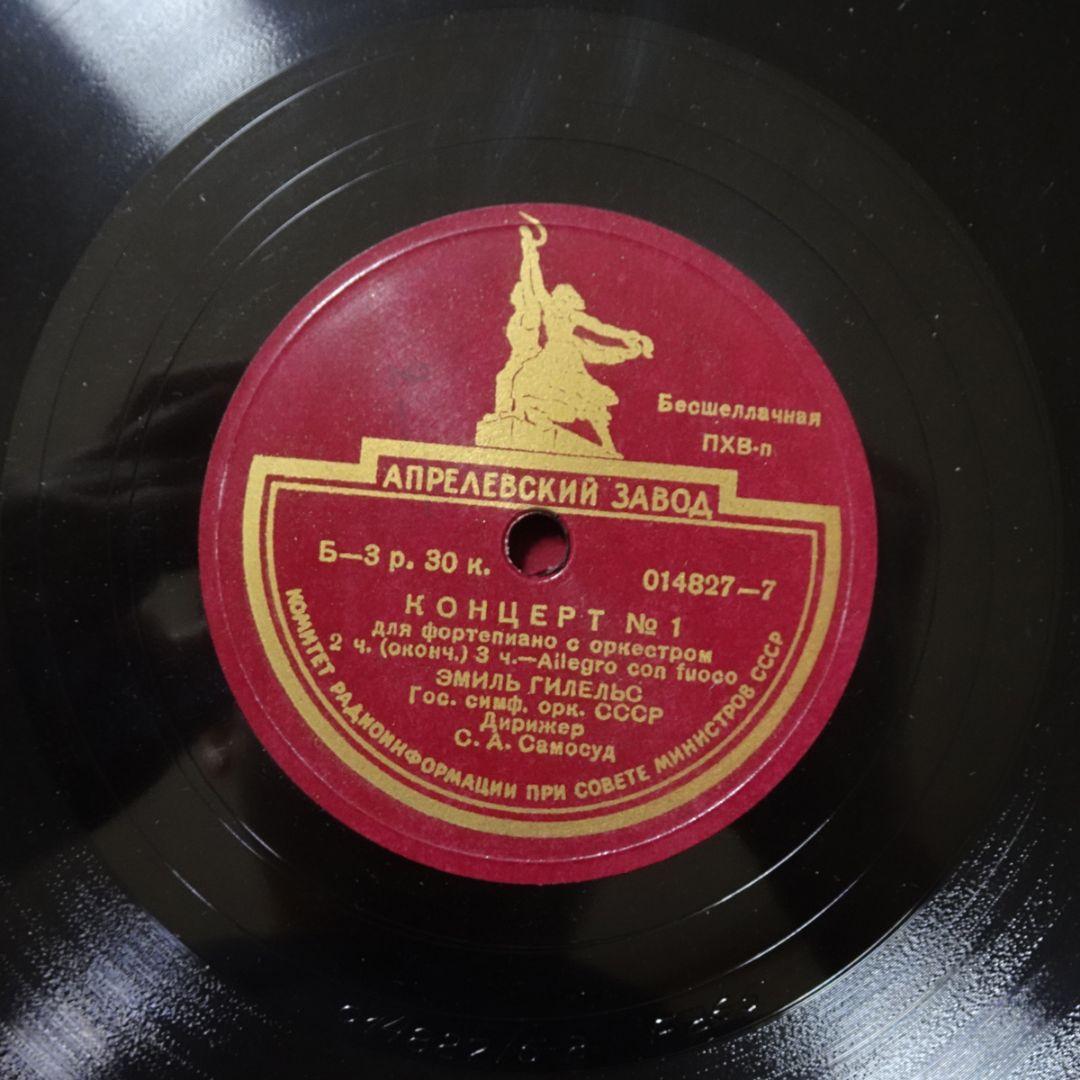 Бесшеллачная
ПХВ-п
АПРЕЛЕВСКИЙ ЗАВОД
Б—3 р. 30 к.
014827—7
КОНЦЕРТ № 1
для фортепиано с оркестром
2 ч. (оконч.) 3 ч.—Allegro con fuoco
ЭМИЛЬ ГИЛЕЛЬС
Гос. симф. орк. СССР
Дирижер
С. А. Самосуд
КОМИТЕТ РАДИОИНФОРМАЦИИ ПРИ СОВЕТЕ МИНИСТРОВ СССР